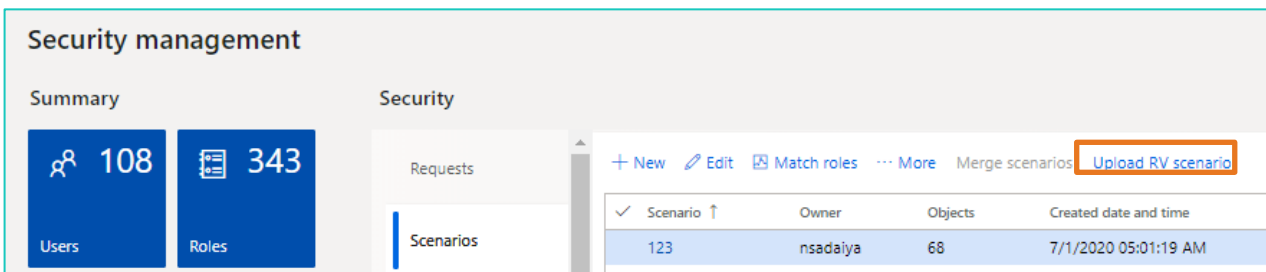 Security management
Summary
Security
108
Users
343
Roles
Requests
Scenarios
New Edit Match roles ··· More Merge scenarios Upload RV scenario
Scenario ↑ Owner Objects Created date and time
123 nsadaiya 68 7/1/2020 05:01:19 AM